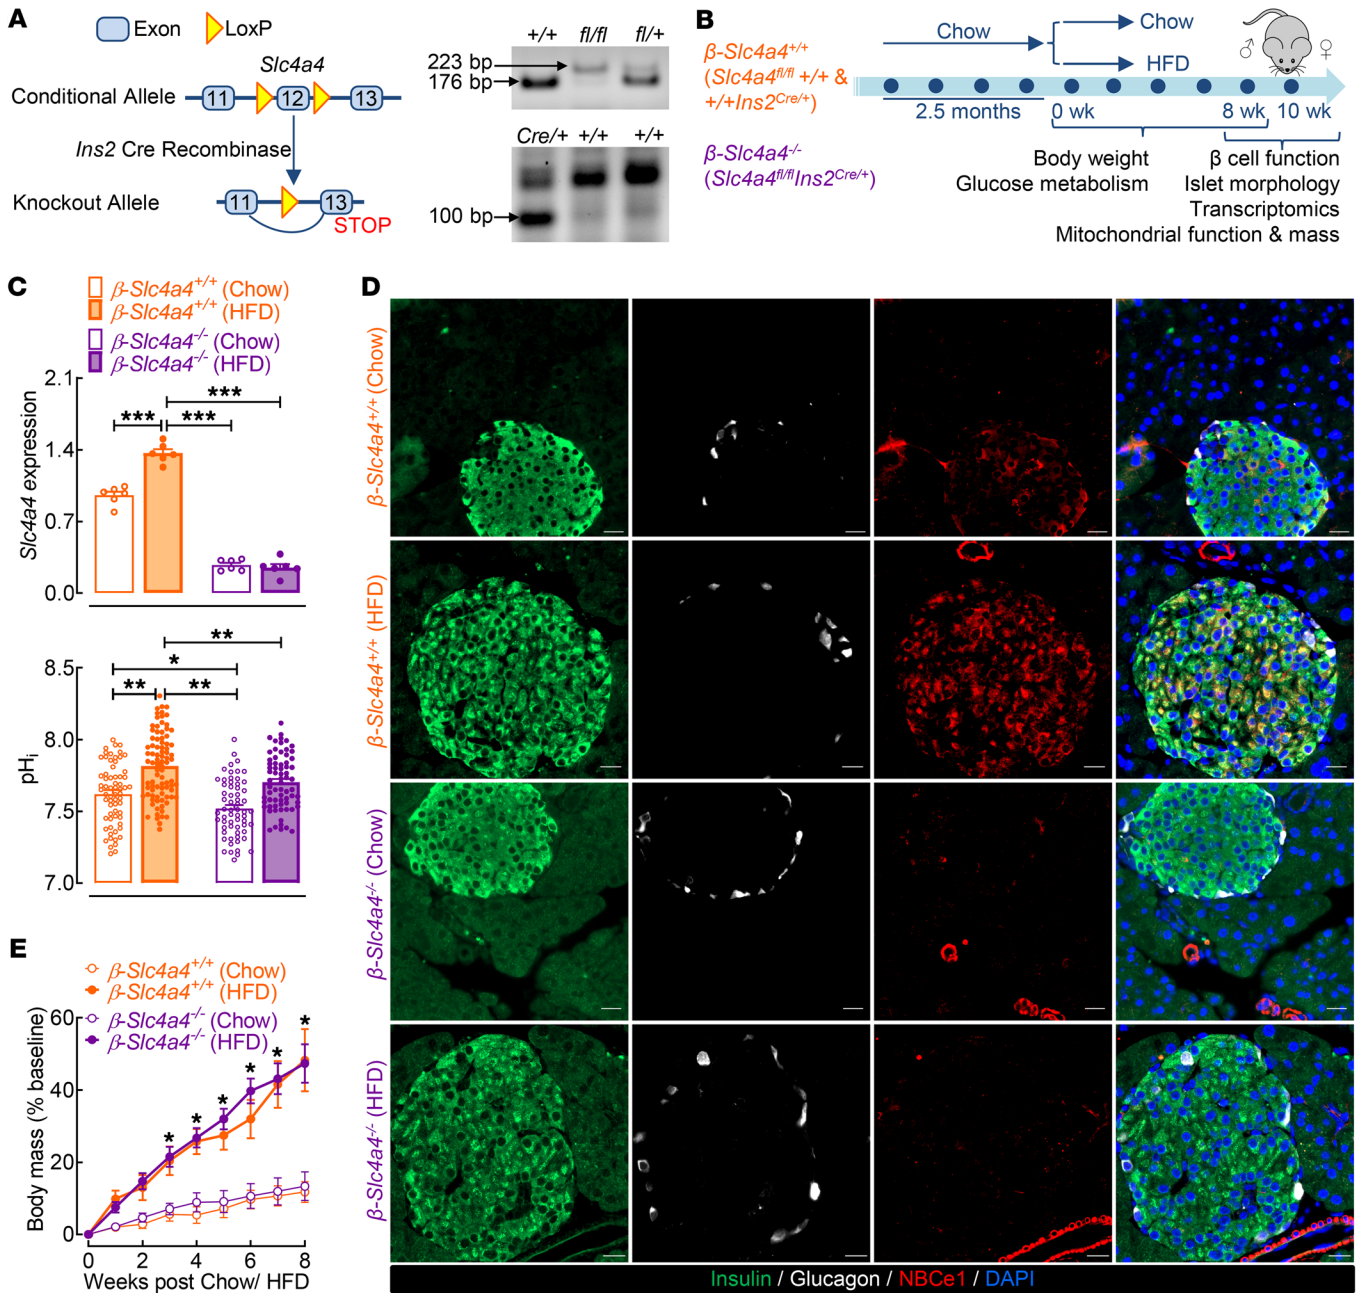 A
Exon
LoxP
Slc4a4
Conditional Allele
11
12
13
Ins2 Cre Recombinase
Knockout Allele
11
13
STOP
+/+ fl/fl fl/+
223 bp
176 bp
Cre/+ +/+ +/+
100 bp
B
β-Slc4a4+/+
(Slc4a4fl/fl +/+ &
+/+Ins2Cre/+)
β-Slc4a4-/-
(Slc4a4fl/flIns2Cre/+)
Chow
Chow
HFD
♂
♀
2.5 months
0 wk
8 wk
10 wk
Body weight
Glucose metabolism
β cell function
Islet morphology
Transcriptomics
Mitochondrial function & mass
C
β-Slc4a4+/+ (Chow)
β-Slc4a4+/+ (HFD)
β-Slc4a4-/- (Chow)
β-Slc4a4-/- (HFD)
Slc4a4 expression
2.1
1.4
0.7
0.0
***
***
***
pHi
8.5
8.0
7.5
7.0
**
*
**
**
D
β-Slc4a4+/+ (Chow)
β-Slc4a4+/+ (HFD)
β-Slc4a4-/- (Chow)
β-Slc4a4-/- (HFD)
Insulin / Glucagon / NBCe1 / DAPI
E
β-Slc4a4+/+ (Chow)
β-Slc4a4+/+ (HFD)
β-Slc4a4-/- (Chow)
β-Slc4a4-/- (HFD)
Body mass (% baseline)
60
40
20
0
* * * * * *
0 2 4 6 8
Weeks post Chow/ HFD